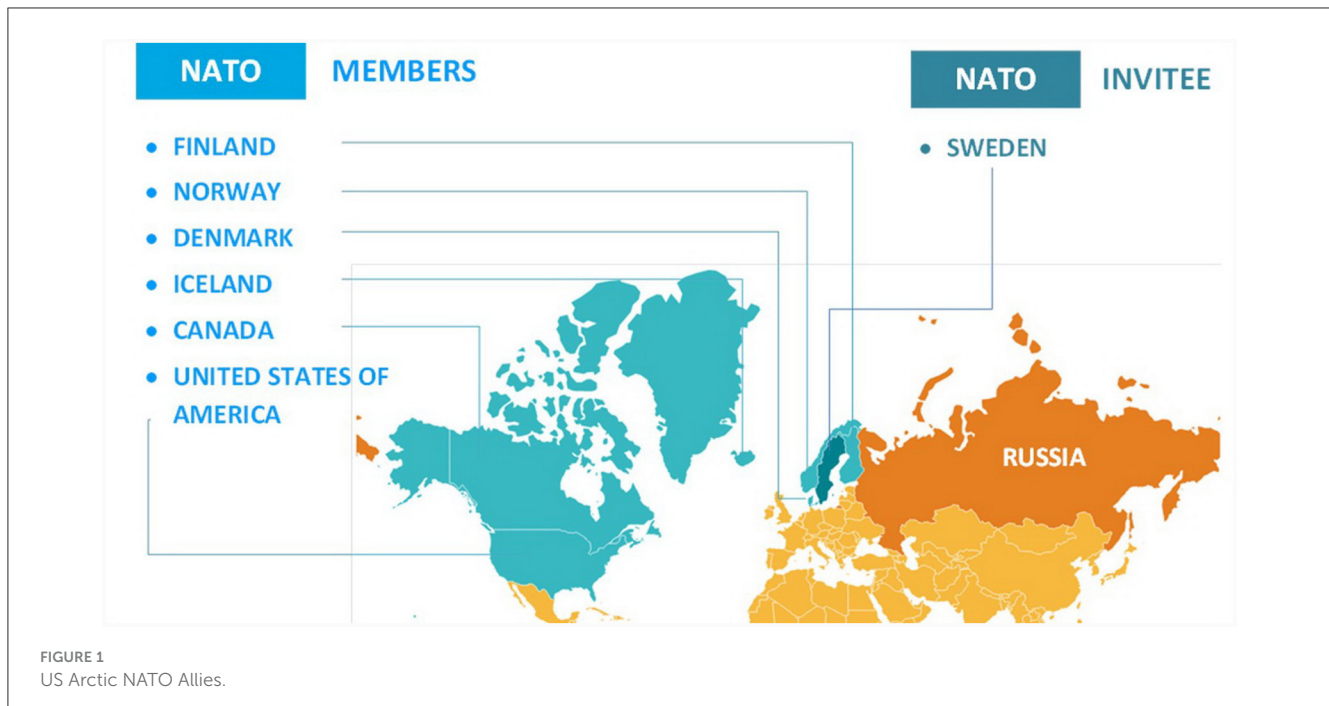 NATO MEMBERS
• FINLAND
• NORWAY
• DENMARK
• ICELAND
• CANADA
• UNITED STATES OF
AMERICA
NATO INVITEE
• SWEDEN
RUSSIA
FIGURE 1
US Arctic NATO Allies.